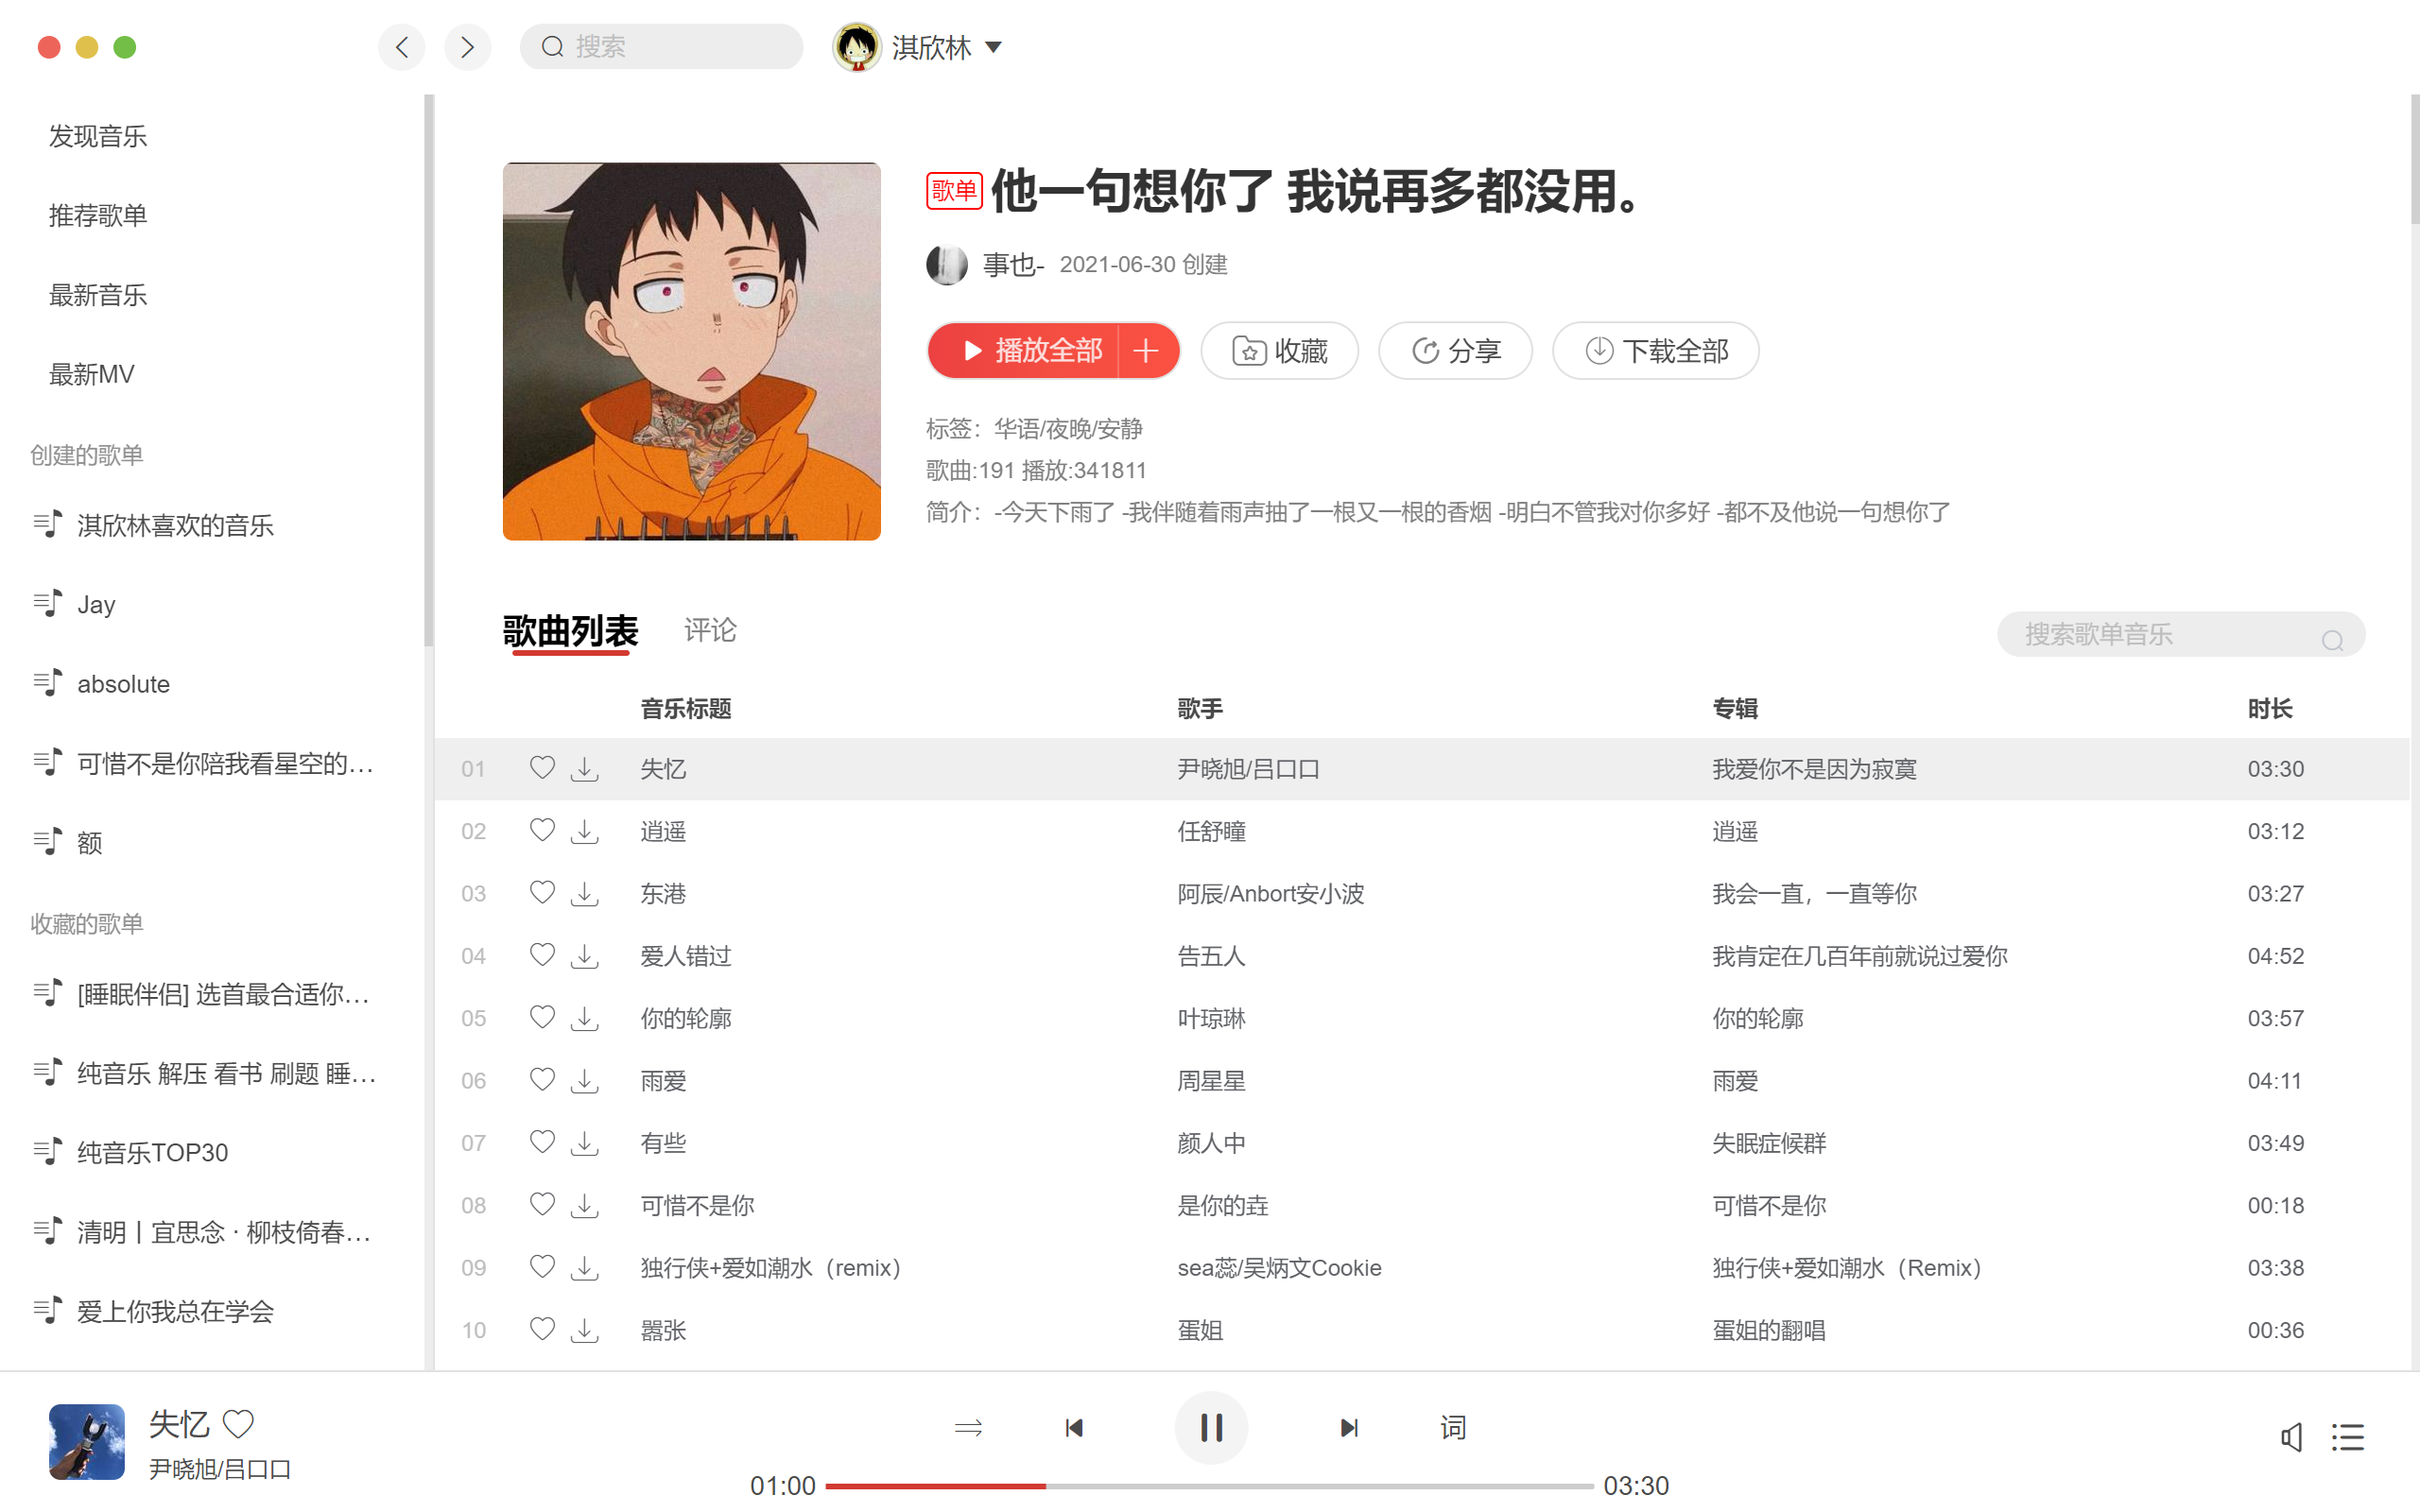 搜索
淇欣林
发现音乐
推荐歌单
最新音乐
最新MV
创建的歌单
淇欣林喜欢的音乐
Jay
absolute
可惜不是你陪我看星空的…
额
收藏的歌单
[睡眠伴侣] 选首最合适你…
纯音乐 解压 看书 刷题 睡…
纯音乐TOP30
清明丨宜思念 · 柳枝倚春…
爱上你我总在学会
歌单 他一句想你了 我说再多都没用。
事也- 2021-06-30 创建
播放全部 收藏 分享 下载全部
标签：华语/夜晚/安静
歌曲:191 播放:341811
简介：-今天下雨了 -我伴随着雨声抽了一根又一根的香烟 -明白不管我对你多好 -都不及他说一句想你了
歌曲列表 评论 搜索歌单音乐
音乐标题 歌手 专辑 时长
01 失忆 尹晓旭/吕口口 我爱你不是因为寂寞 03:30
02 逍遥 任舒瞳 逍遥 03:12
03 东港 阿辰/Anbort安小波 我会一直，一直等你 03:27
04 爱人错过 告五人 我肯定在几百年前就说过爱你 04:52
05 你的轮廓 叶琼琳 你的轮廓 03:57
06 雨爱 周星星 雨爱 04:11
07 有些 颜人中 失眠症候群 03:49
08 可惜不是你 是你的垚 可惜不是你 00:18
09 独行侠+爱如潮水（remix） sea蕊/吴炳文Cookie 独行侠+爱如潮水（Remix） 03:38
10 嚣张 蛋姐 蛋姐的翻唱 00:36
失忆
尹晓旭/吕口口
词
01:00 03:30